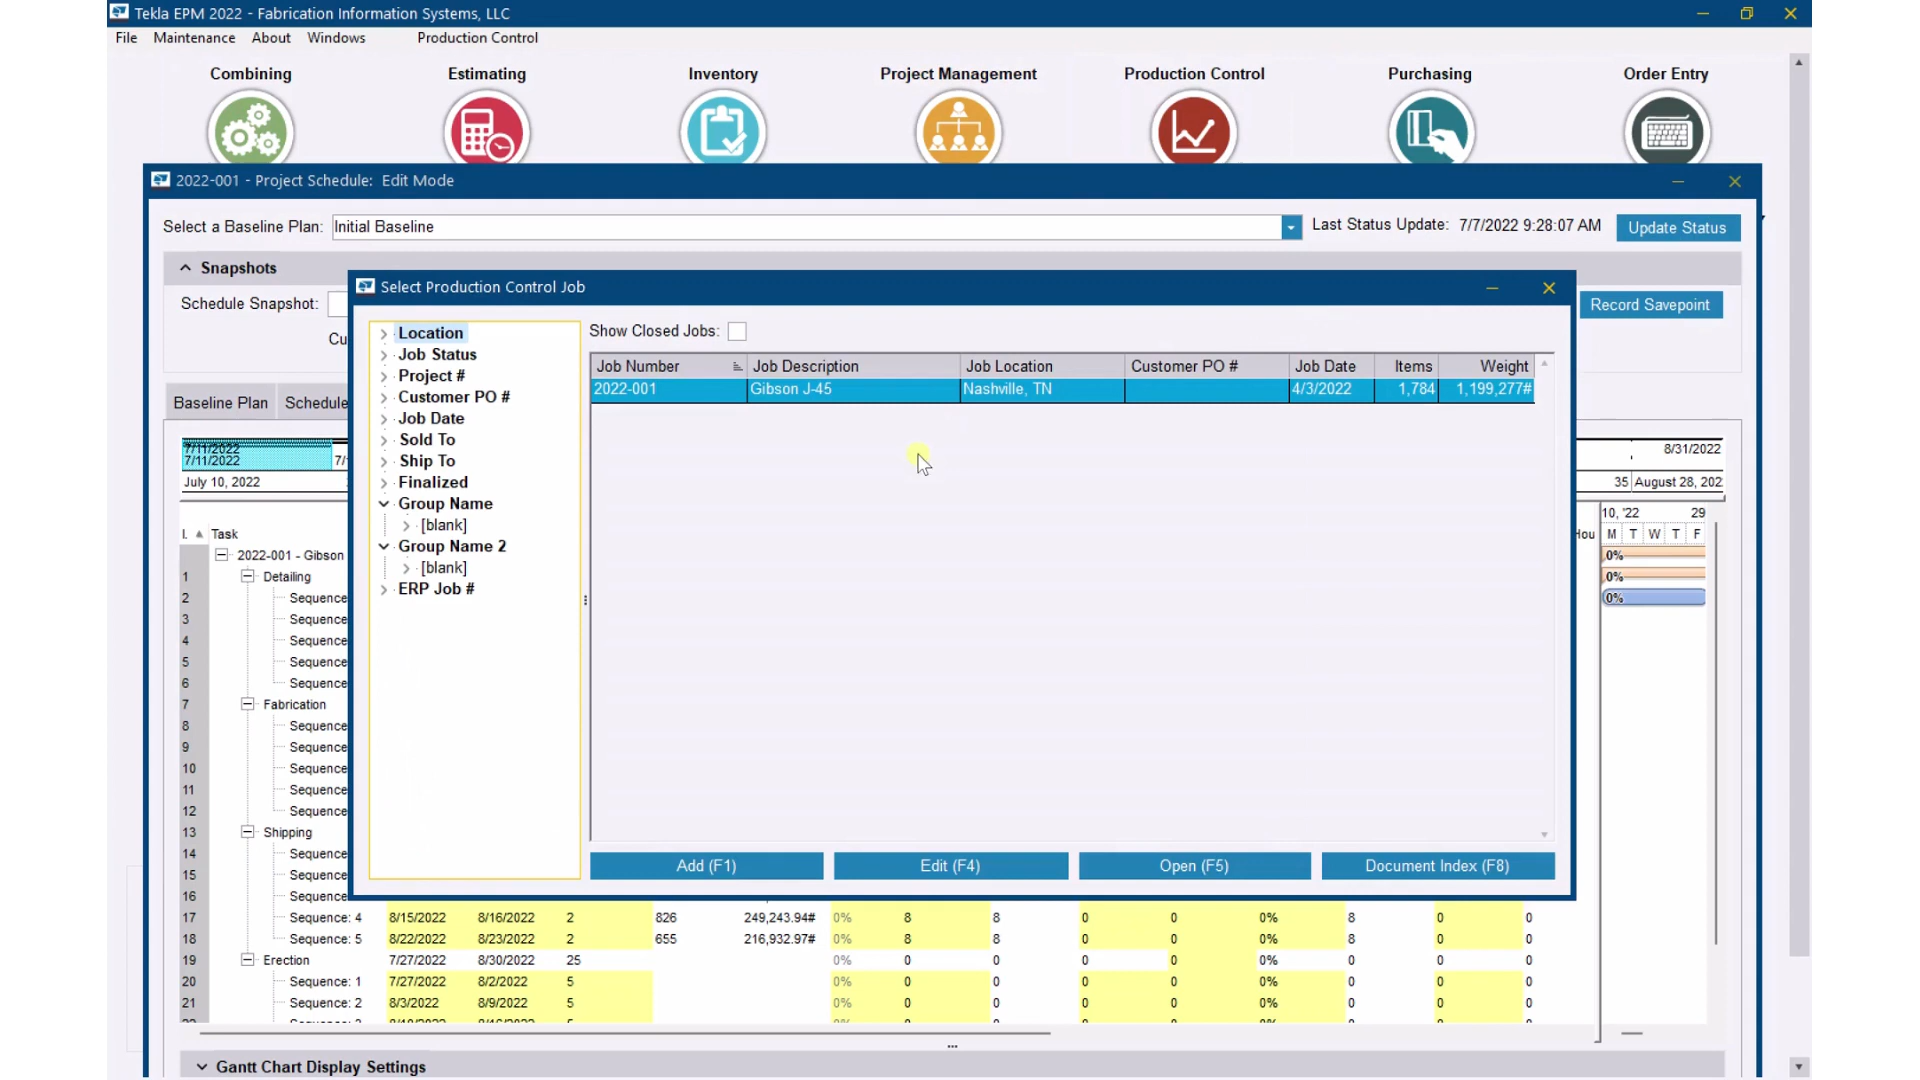 Tekla EPM 2022 - Fabrication Information Systems, LLC
File Maintenance About Windows Production Control
Combining Estimating Inventory Project Management Production Control Purchasing Order Entry
2022-001 - Project Schedule: Edit Mode
Select a Baseline Plan: Initial Baseline Last Status Update: 7/7/2022 9:28:07 AM Update Status
Snapshots
Schedule Snapshot: Record Savepoint
Cu
Select Production Control Job
Show Closed Jobs:
Location
Job Status
Project #
Customer PO #
Job Date
Sold To
Ship To
Finalized
Group Name
[blank]
Group Name 2
[blank]
ERP Job #
Job Number Job Description Job Location Customer PO # Job Date Items Weight
2022-001 Gibson J-45 Nashville, TN 4/3/2022 1,784 1,199,277#
Add (F1) Edit (F4) Open (F5) Document Index (F8)
Baseline Plan Schedule
7/11/2022
7/11/2022 7/
July 10, 2022
8/31/2022
35 August 28, 202
10, '22 29
Hou M T W T F
0%
0%
0%
I. Task
2022-001 - Gibson
1 Detailing
2 Sequence
3 Sequence
4 Sequence
5 Sequence
6 Sequence
7 Fabrication
8 Sequence
9 Sequence
10 Sequence
11 Sequence
12 Sequence
13 Shipping
14 Sequence
15 Sequence
16 Sequence
17 Sequence: 4 8/15/2022 8/16/2022 2 826 249,243.94# 0% 8 8 0 0 0% 8 0 0
18 Sequence: 5 8/22/2022 8/23/2022 2 655 216,932.97# 0% 8 8 0 0 0% 8 0 0
19 Erection 7/27/2022 8/30/2022 25 0% 0 0 0 0 0% 0 0 0
20 Sequence: 1 7/27/2022 8/2/2022 5 0% 0 0 0 0 0% 0 0 0
21 Sequence: 2 8/3/2022 8/9/2022 5 0% 0 0 0 0 0% 0 0 0
Gantt Chart Display Settings